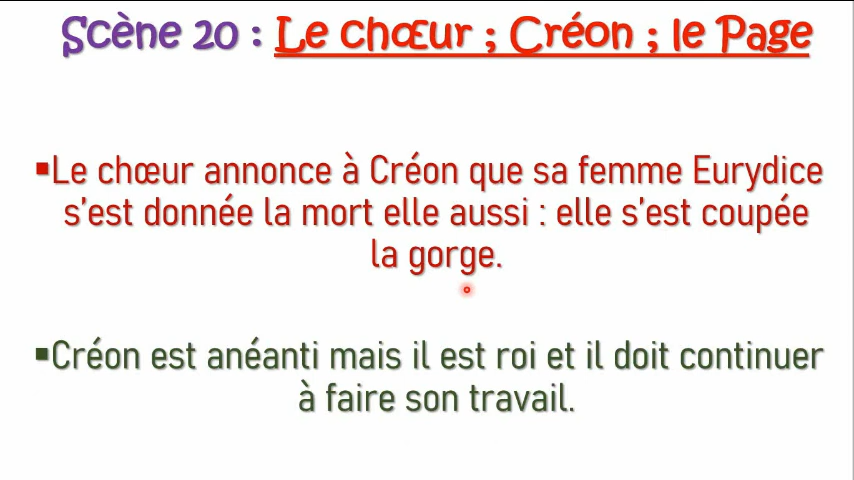 Scène 20 : Le chœur ; Créon ; le Page
▪Le chœur annonce à Créon que sa femme Eurydice
s'est donnée la mort elle aussi : elle s'est coupée
la gorge.
▪Créon est anéanti mais il est roi et il doit continuer
à faire son travail.